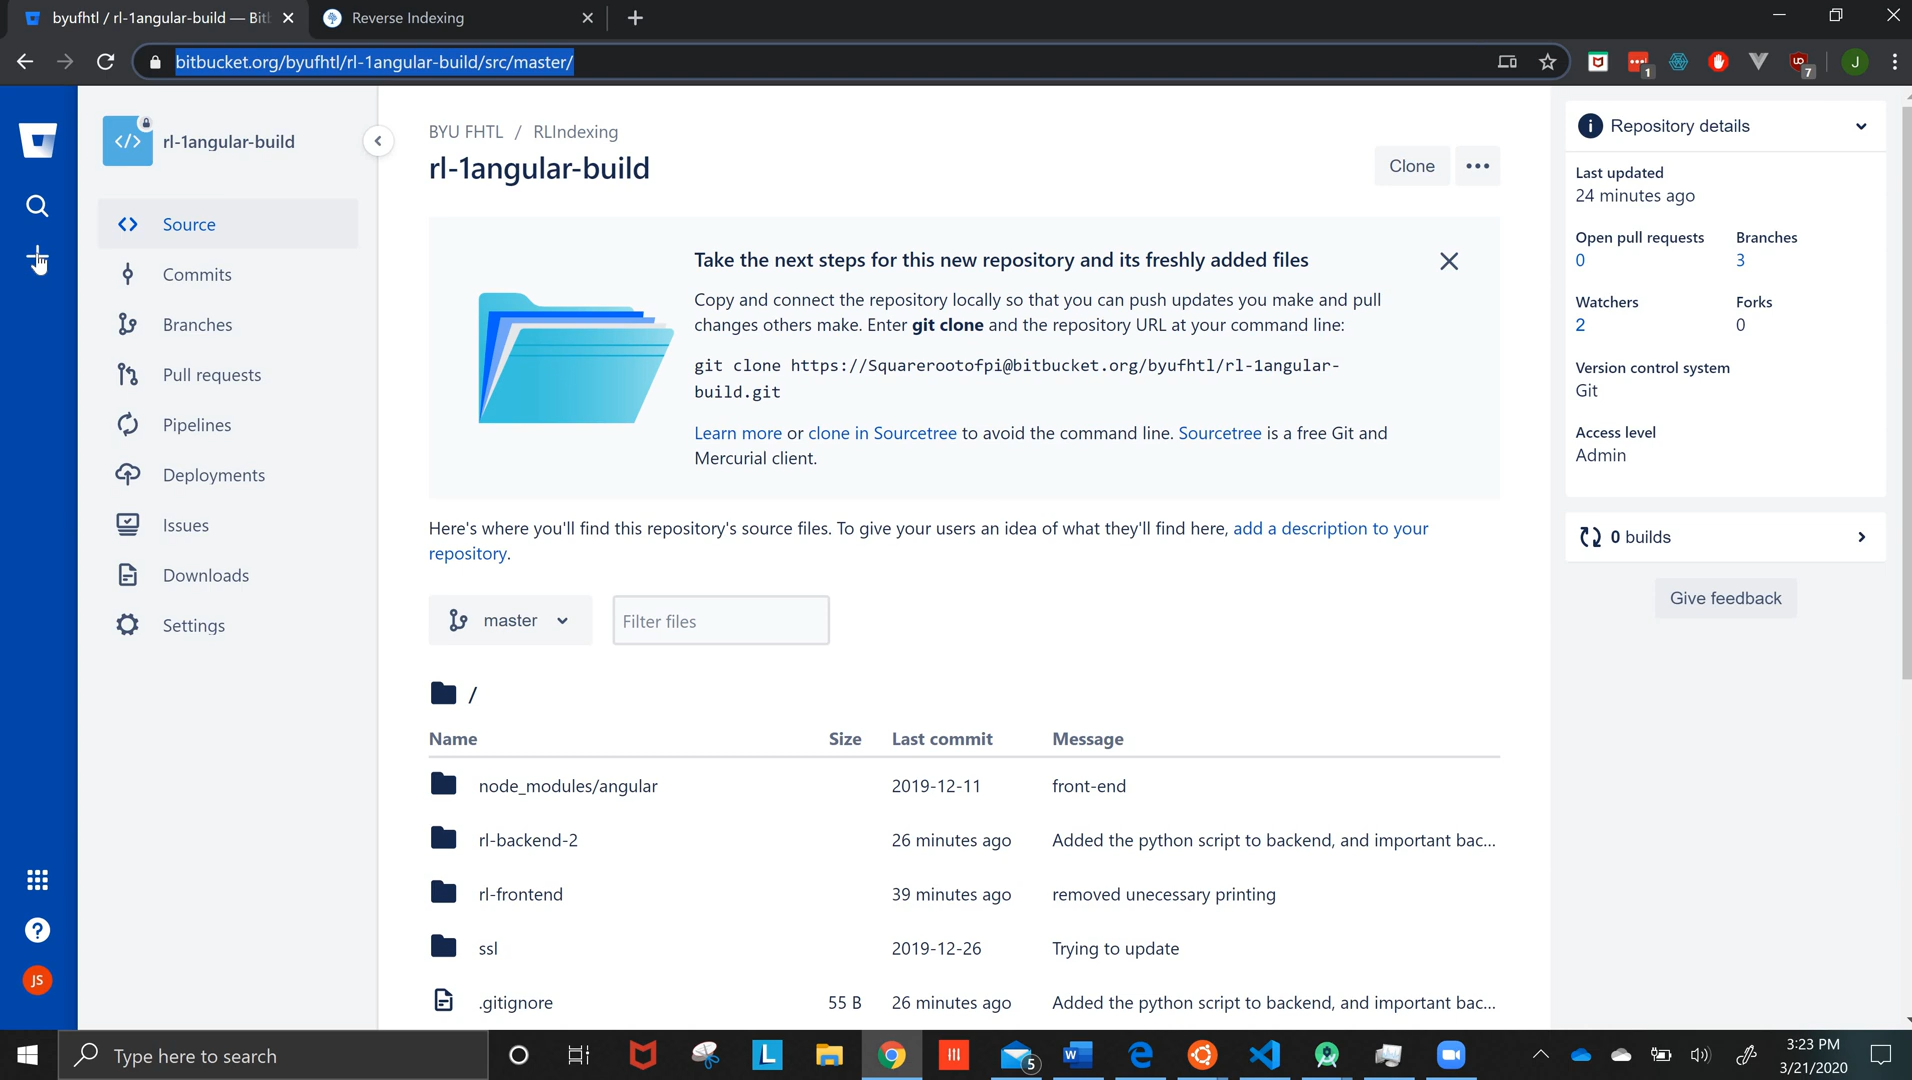 byufhtl / rl-1angular-build — Bit
Reverse Indexing
bitbucket.org/byufhtl/rl-1angular-build/src/master/
1
7
J
rl-1angular-build
Source
Commits
Branches
Pull requests
Pipelines
Deployments
Issues
Downloads
Settings
JS
BYU FHTL / RLIndexing
rl-1angular-build
Clone
Take the next steps for this new repository and its freshly added files
Copy and connect the repository locally so that you can push updates you make and pull
changes others make. Enter git clone and the repository URL at your command line:
git clone https://Squarerootofpi@bitbucket.org/byufhtl/rl-1angular-
build.git
Learn more or clone in Sourcetree to avoid the command line. Sourcetree is a free Git and
Mercurial client.
Here's where you'll find this repository's source files. To give your users an idea of what they'll find here, add a description to your
repository.
master
Filter files
/
Name Size Last commit Message
node_modules/angular 2019-12-11 front-end
rl-backend-2 26 minutes ago Added the python script to backend, and important bac...
rl-frontend 39 minutes ago removed unecessary printing
ssl 2019-12-26 Trying to update
.gitignore 55 B 26 minutes ago Added the python script to backend, and important bac...
Repository details
Last updated
24 minutes ago
Open pull requests Branches
0 3
Watchers Forks
2 0
Version control system
Git
Access level
Admin
0 builds
Give feedback
Type here to search
L
5
W
3:23 PM
3/21/2020